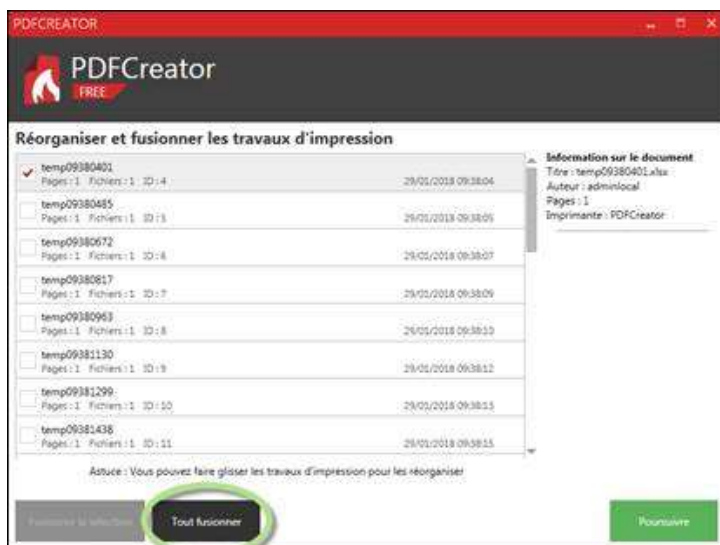 PDFCREATOR
PDFCreator
FREE
Réorganiser et fusionner les travaux d'impression
temp09380401
Pages : 1 Fichiers : 1 ID : 4 29/01/2018 09:38:04
temp09380485
Pages : 1 Fichiers : 1 ID : 5 29/01/2018 09:38:05
temp09380672
Pages : 1 Fichiers : 1 ID : 6 29/01/2018 09:38:07
temp09380817
Pages : 1 Fichiers : 1 ID : 7 29/01/2018 09:38:09
temp09380963
Pages : 1 Fichiers : 1 ID : 8 29/01/2018 09:38:10
temp09381130
Pages : 1 Fichiers : 1 ID : 9 29/01/2018 09:38:12
temp09381299
Pages : 1 Fichiers : 1 ID : 10 29/01/2018 09:38:13
temp09381438
Pages : 1 Fichiers : 1 ID : 11 29/01/2018 09:38:15
Information sur le document
Titre : temp09380401.xlsx
Auteur : adminlocal
Pages : 1
Imprimante : PDFCreator
Astuce : Vous pouvez faire glisser les travaux d'impression pour les réorganiser
Fusionner la sélection
Tout fusionner
Poursuivre